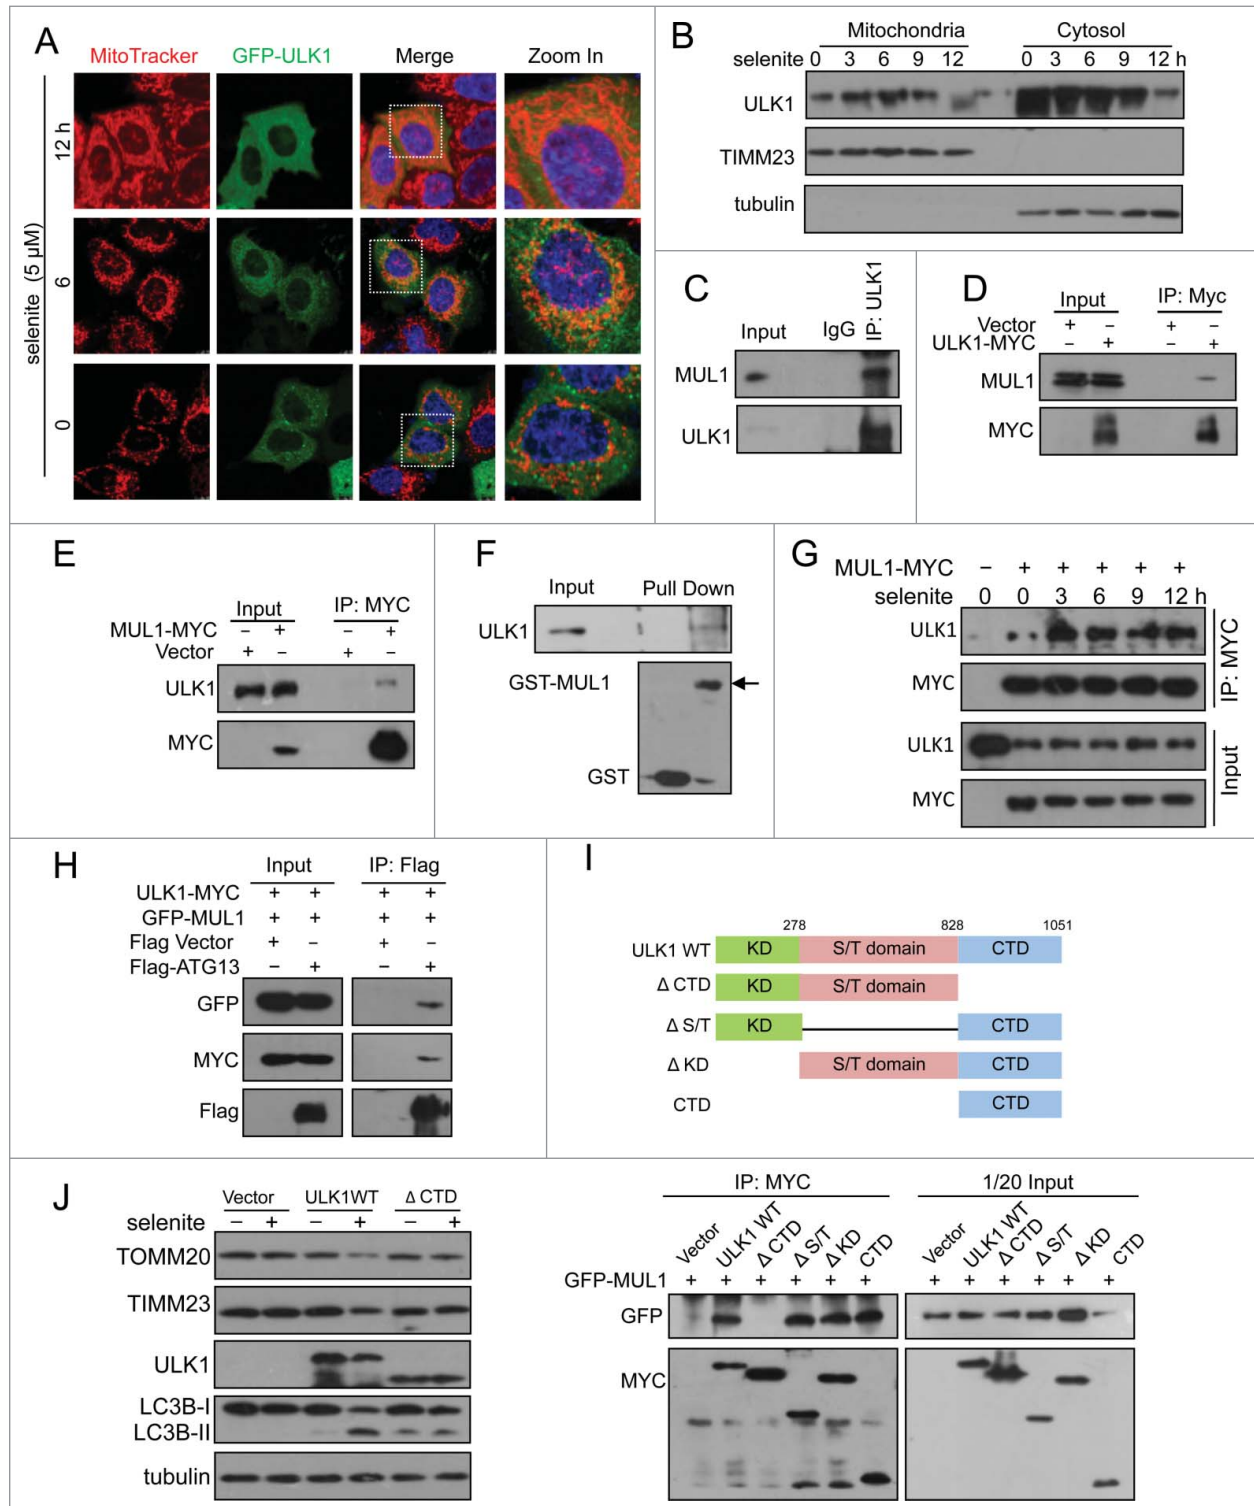 A
MitoTracker GFP-ULK1 Merge Zoom In
selenite (5 μM)
12 h
6
0
B
Mitochondria Cytosol
selenite 0 3 6 9 12 0 3 6 9 12 h
ULK1
TIMM23
tubulin
C
Input IgG IP: ULK1
MUL1
ULK1
D
Input IP: Myc
Vector + – + –
ULK1-MYC – + – +
MUL1
MYC
E
Input IP: MYC
MUL1-MYC – + – +
Vector + – + –
ULK1
MYC
F
Input Pull Down
ULK1
GST-MUL1
GST
G
MUL1-MYC – + + + + +
selenite 0 0 3 6 9 12 h
ULK1
MYC
IP: MYC
ULK1
MYC
Input
H
Input IP: Flag
ULK1-MYC + + + +
GFP-MUL1 + + + +
Flag Vector + – + –
Flag-ATG13 – + – +
GFP
MYC
Flag
I
278 828 1051
ULK1 WT KD S/T domain CTD
Δ CTD KD S/T domain
Δ S/T KD CTD
Δ KD S/T domain CTD
CTD CTD
IP: MYC 1/20 Input
Vector ULK1 WT Δ CTD Δ S/T Δ KD CTD Vector ULK1 WT Δ CTD Δ S/T Δ KD CTD
GFP-MUL1 + + + + + + + + + + + +
GFP
MYC
J
Vector ULK1WT Δ CTD
selenite – + – + – +
TOMM20
TIMM23
ULK1
LC3B-I
LC3B-II
tubulin